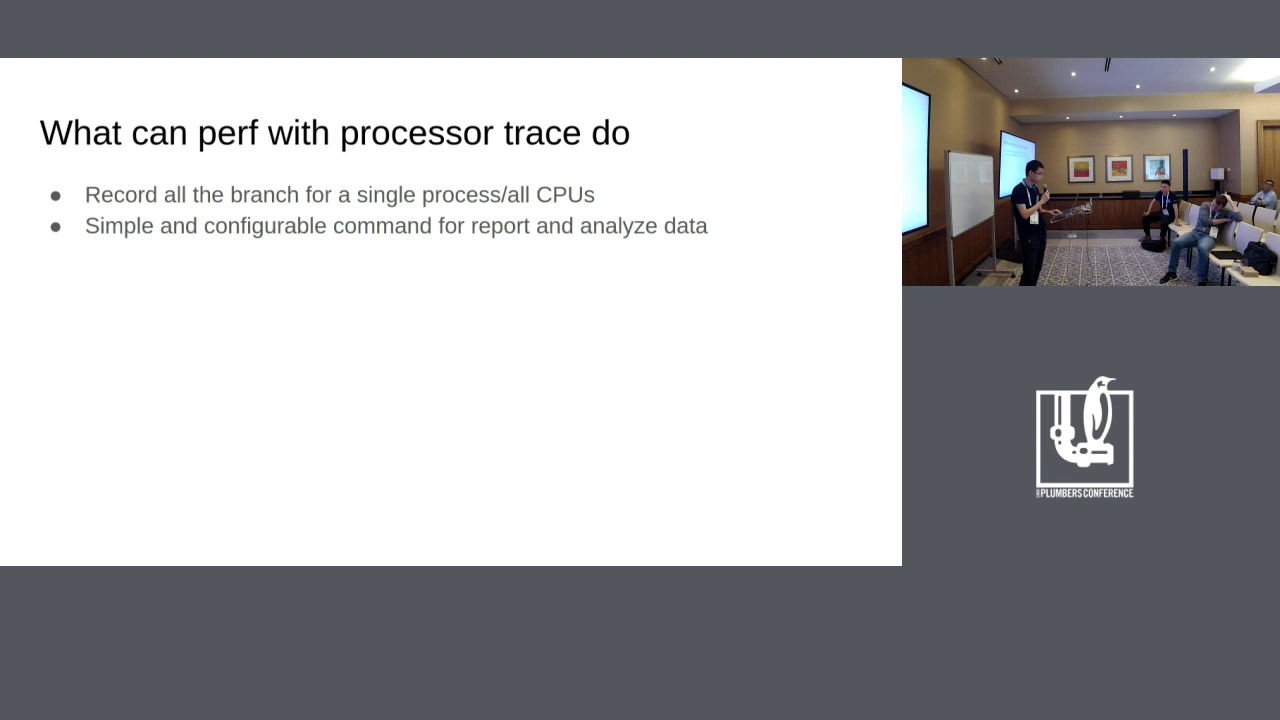 What can perf with processor trace do
● Record all the branch for a single process/all CPUs
● Simple and configurable command for report and analyze data
PLUMBERS CONFERENCE